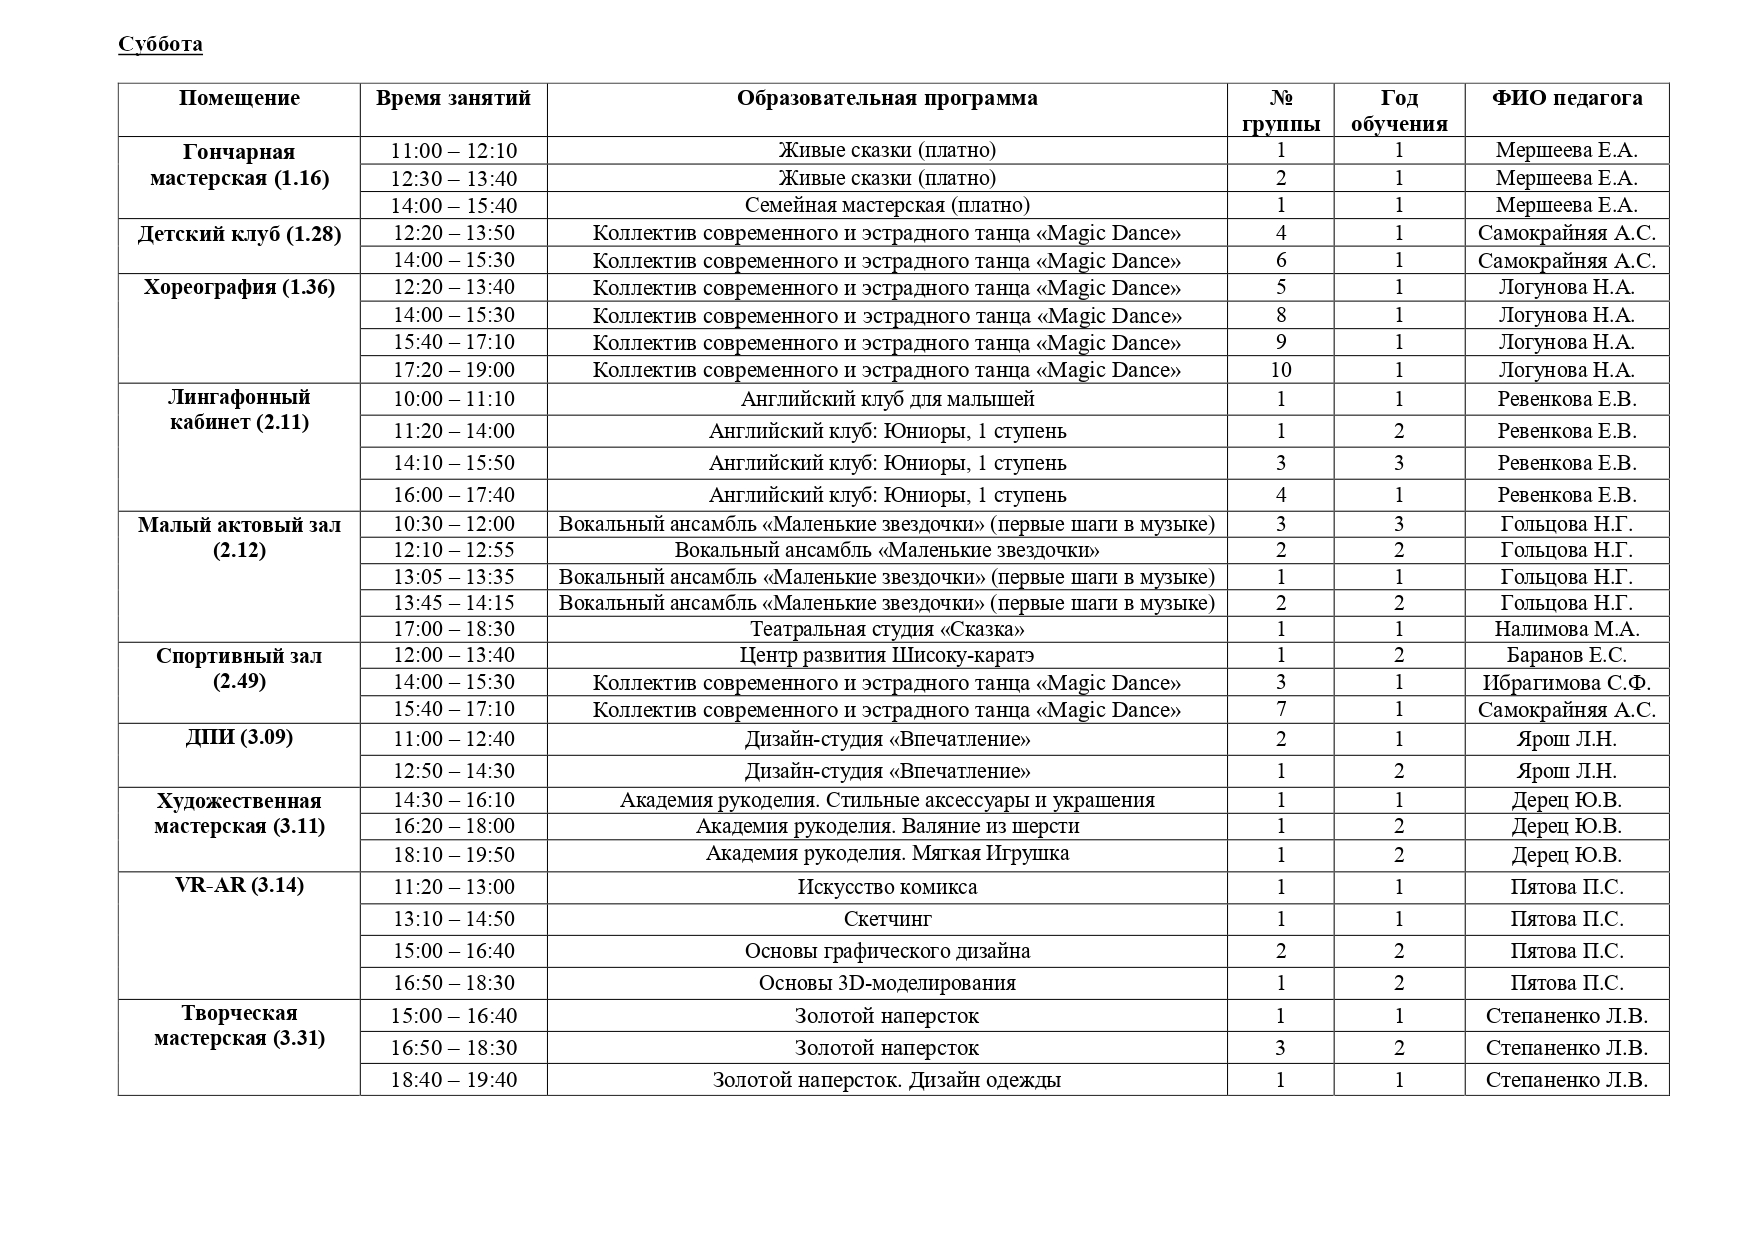 Суббота
Помещение Время занятий Образовательная программа № группы Год обучения ФИО педагога
Гончарная мастерская (1.16) 11:00 – 12:10 Живые сказки (платно) 1 1 Мершеева Е.А.
12:30 – 13:40 Живые сказки (платно) 2 1 Мершеева Е.А.
14:00 – 15:40 Семейная мастерская (платно) 1 1 Мершеева Е.А.
Детский клуб (1.28) 12:20 – 13:50 Коллектив современного и эстрадного танца «Magic Dance» 4 1 Самокрайняя А.С.
14:00 – 15:30 Коллектив современного и эстрадного танца «Magic Dance» 6 1 Самокрайняя А.С.
Хореография (1.36) 12:20 – 13:40 Коллектив современного и эстрадного танца «Magic Dance» 5 1 Логунова Н.А.
14:00 – 15:30 Коллектив современного и эстрадного танца «Magic Dance» 8 1 Логунова Н.А.
15:40 – 17:10 Коллектив современного и эстрадного танца «Magic Dance» 9 1 Логунова Н.А.
17:20 – 19:00 Коллектив современного и эстрадного танца «Magic Dance» 10 1 Логунова Н.А.
Лингафонный кабинет (2.11) 10:00 – 11:10 Английский клуб для малышей 1 1 Ревенкова Е.В.
11:20 – 14:00 Английский клуб: Юниоры, 1 ступень 1 2 Ревенкова Е.В.
14:10 – 15:50 Английский клуб: Юниоры, 1 ступень 3 3 Ревенкова Е.В.
16:00 – 17:40 Английский клуб: Юниоры, 1 ступень 4 1 Ревенкова Е.В.
Малый актовый зал (2.12) 10:30 – 12:00 Вокальный ансамбль «Маленькие звездочки» (первые шаги в музыке) 3 3 Гольцова Н.Г.
12:10 – 12:55 Вокальный ансамбль «Маленькие звездочки» 2 2 Гольцова Н.Г.
13:05 – 13:35 Вокальный ансамбль «Маленькие звездочки» (первые шаги в музыке) 1 1 Гольцова Н.Г.
13:45 – 14:15 Вокальный ансамбль «Маленькие звездочки» (первые шаги в музыке) 2 2 Гольцова Н.Г.
17:00 – 18:30 Театральная студия «Сказка» 1 1 Налимова М.А.
Спортивный зал (2.49) 12:00 – 13:40 Центр развития Шисоку-каратэ 1 2 Баранов Е.С.
14:00 – 15:30 Коллектив современного и эстрадного танца «Magic Dance» 3 1 Ибрагимова С.Ф.
15:40 – 17:10 Коллектив современного и эстрадного танца «Magic Dance» 7 1 Самокрайняя А.С.
ДПИ (3.09) 11:00 – 12:40 Дизайн-студия «Впечатление» 2 1 Ярош Л.Н.
12:50 – 14:30 Дизайн-студия «Впечатление» 1 2 Ярош Л.Н.
Художественная мастерская (3.11) 14:30 – 16:10 Академия рукоделия. Стильные аксессуары и украшения 1 1 Дерец Ю.В.
16:20 – 18:00 Академия рукоделия. Валяние из шерсти 1 2 Дерец Ю.В.
18:10 – 19:50 Академия рукоделия. Мягкая Игрушка 1 2 Дерец Ю.В.
VR-AR (3.14) 11:20 – 13:00 Искусство комикса 1 1 Пятова П.С.
13:10 – 14:50 Скетчинг 1 1 Пятова П.С.
15:00 – 16:40 Основы графического дизайна 2 2 Пятова П.С.
16:50 – 18:30 Основы 3D-моделирования 1 2 Пятова П.С.
Творческая мастерская (3.31) 15:00 – 16:40 Золотой наперсток 1 1 Степаненко Л.В.
16:50 – 18:30 Золотой наперсток 3 2 Степаненко Л.В.
18:40 – 19:40 Золотой наперсток. Дизайн одежды 1 1 Степаненко Л.В.